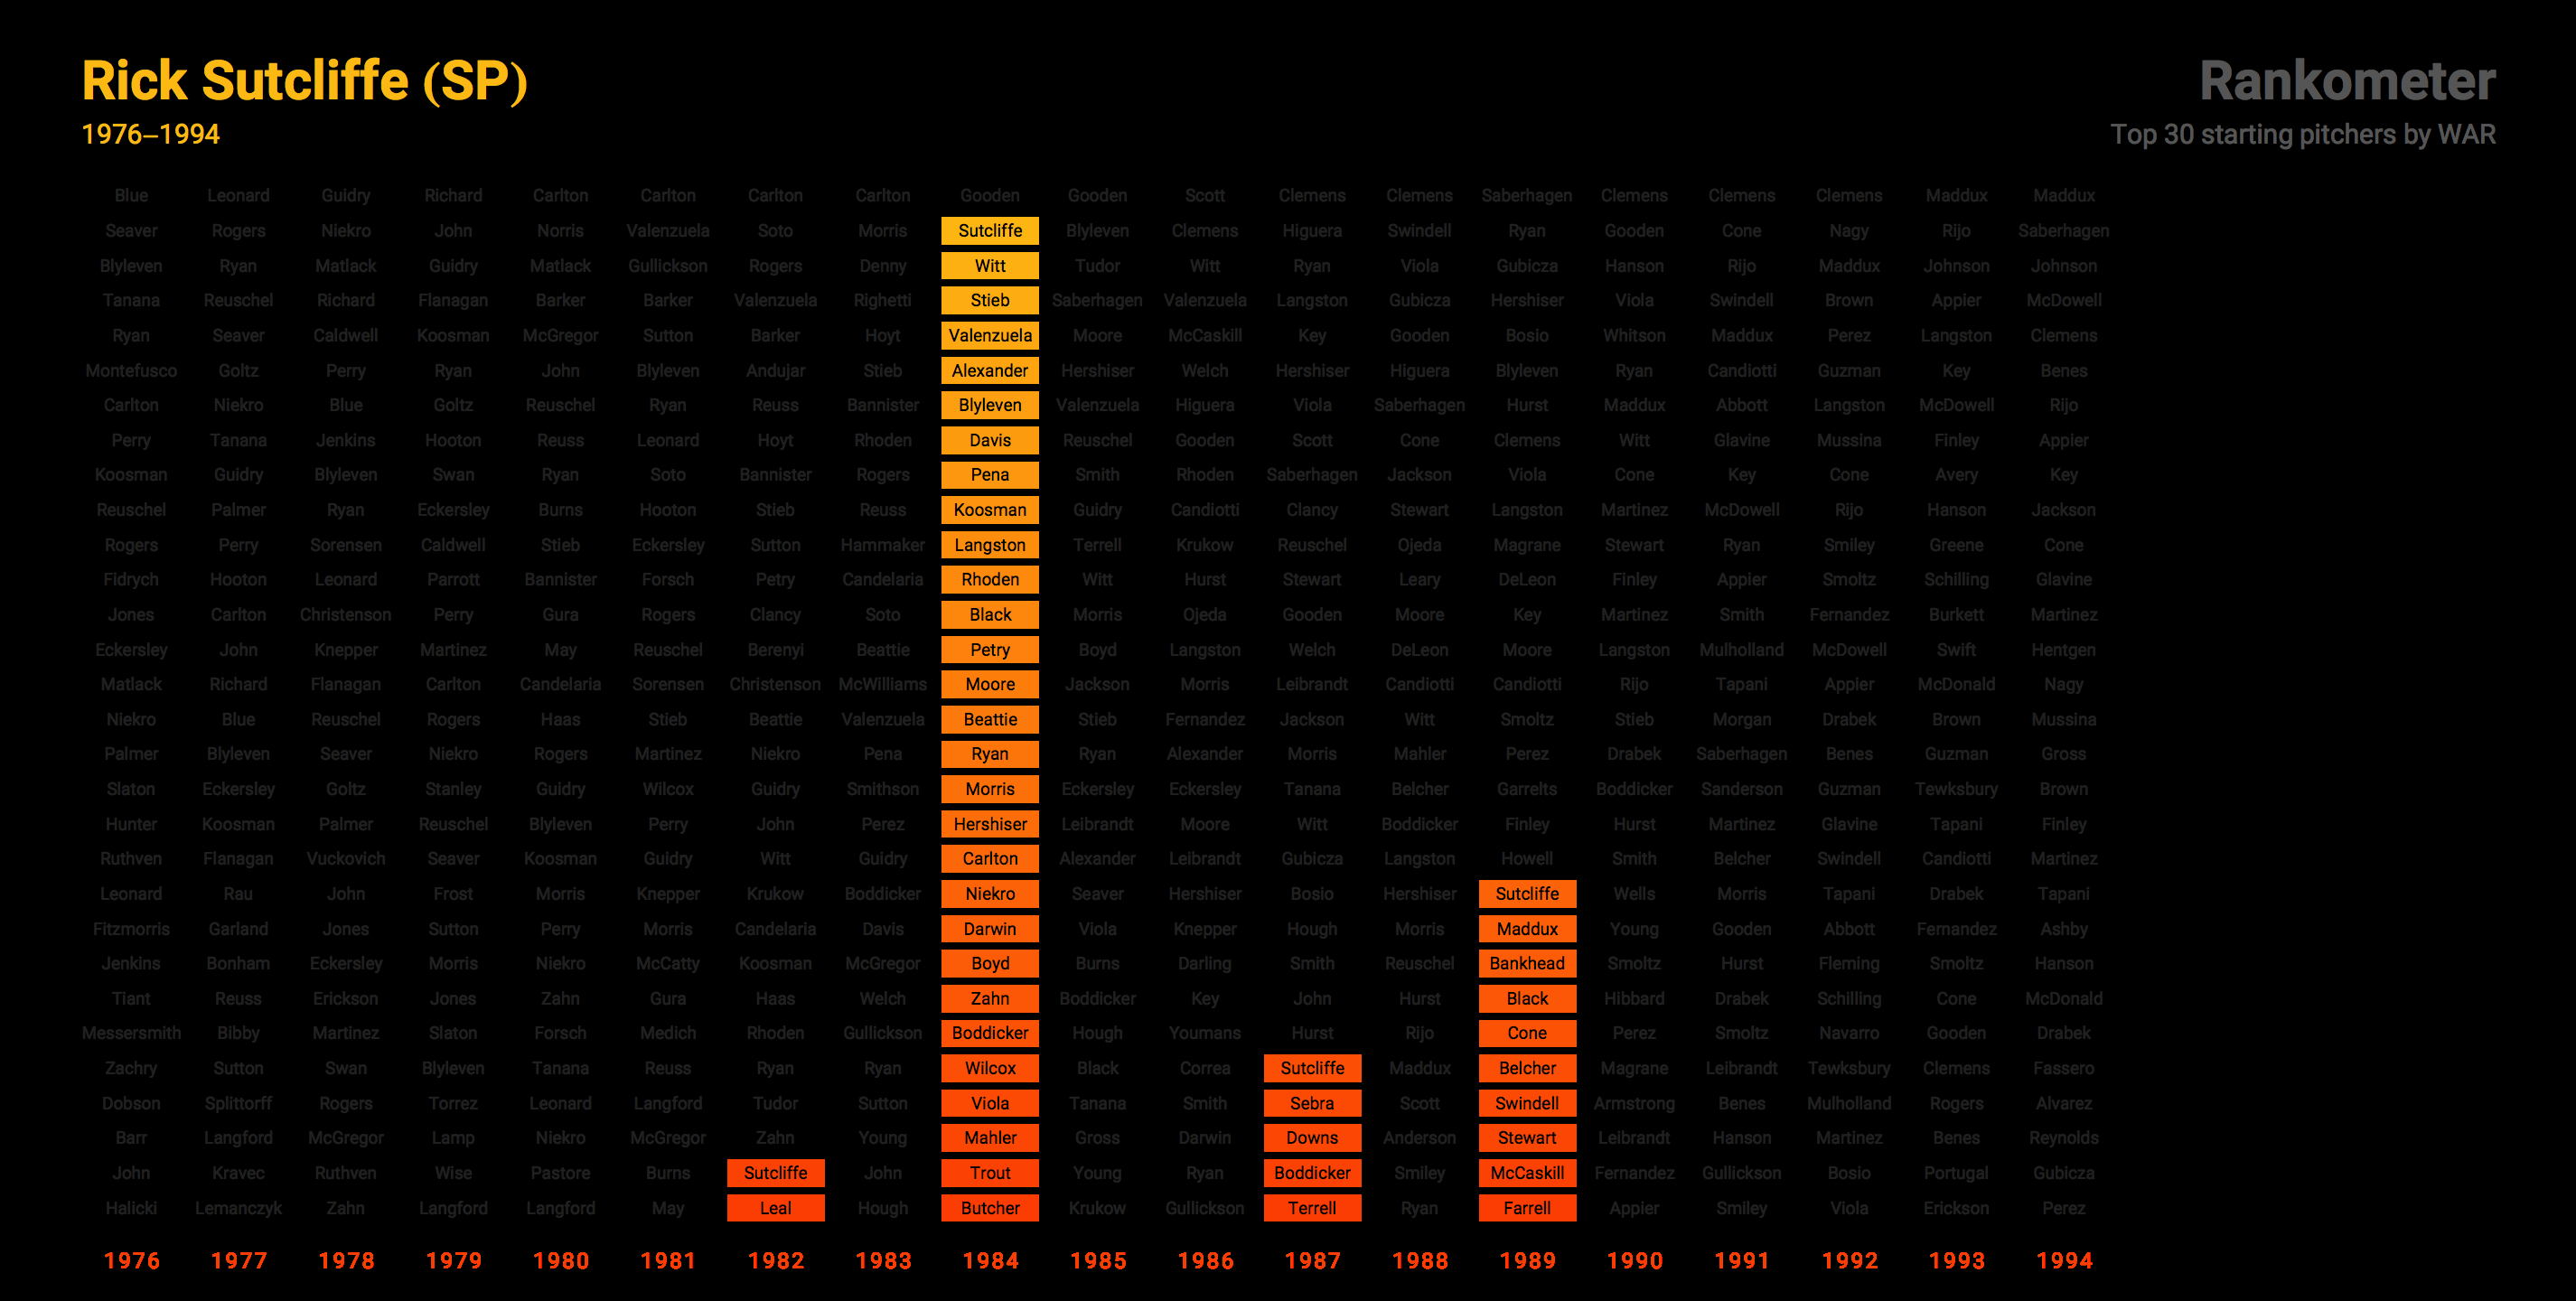 Rick Sutcliffe (SP)
Rankometer
1976–1994
Top 30 starting pitchers by WAR
Blue Leonard Guidry Richard Carlton Carlton Carlton Carlton Gooden Gooden Scott Clemens Clemens Saberhagen Clemens Clemens Clemens Maddux Maddux
Seaver Rogers Niekro John Norris Valenzuela Soto Morris Sutcliffe Blyleven Clemens Higuera Swindell Ryan Gooden Cone Nagy Rijo Saberhagen
Blyleven Ryan Matlack Guidry Matlack Gullickson Rogers Denny Witt Tudor Witt Ryan Viola Gubicza Hanson Rijo Maddux Johnson Johnson
Tanana Reuschel Richard Flanagan Barker Barker Valenzuela Righetti Stieb Saberhagen Valenzuela Langston Gubicza Hershiser Viola Swindell Brown Appier McDowell
Ryan Seaver Caldwell Koosman McGregor Sutton Barker Hoyt Valenzuela Moore McCaskill Key Gooden Bosio Whitson Maddux Perez Langston Clemens
Montefusco Goltz Perry Ryan John Blyleven Andujar Stieb Alexander Hershiser Welch Hershiser Higuera Blyleven Ryan Candiotti Guzman Key Benes
Carlton Niekro Blue Goltz Reuschel Ryan Reuss Bannister Blyleven Valenzuela Higuera Viola Saberhagen Hurst Maddux Abbott Langston McDowell Rijo
Perry Tanana Jenkins Hooton Reuss Leonard Hoyt Rhoden Davis Reuschel Gooden Scott Cone Clemens Witt Glavine Mussina Finley Appier
Koosman Guidry Blyleven Swan Ryan Soto Bannister Rogers Pena Smith Rhoden Saberhagen Jackson Viola Cone Key Cone Avery Key
Reuschel Palmer Ryan Eckersley Burns Hooton Stieb Reuss Koosman Guidry Candiotti Clancy Stewart Langston Martinez McDowell Rijo Hanson Jackson
Rogers Perry Sorensen Caldwell Stieb Eckersley Sutton Hammaker Langston Terrell Krukow Reuschel Ojeda Magrane Stewart Ryan Smiley Greene Cone
Fidrych Hooton Leonard Parrott Bannister Forsch Petry Candelaria Rhoden Witt Hurst Stewart Leary DeLeon Finley Appier Smoltz Schilling Glavine
Jones Carlton Christenson Perry Gura Rogers Clancy Soto Black Morris Ojeda Gooden Moore Key Martinez Smith Fernandez Burkett Martinez
Eckersley John Knepper Martinez May Reuschel Berenyi Beattie Petry Boyd Langston Welch DeLeon Moore Langston Mulholland McDowell Swift Hentgen
Matlack Richard Flanagan Carlton Candelaria Sorensen Christenson McWilliams Moore Jackson Morris Leibrandt Candiotti Candiotti Rijo Tapani Appier McDonald Nagy
Niekro Blue Reuschel Rogers Haas Stieb Beattie Valenzuela Beattie Stieb Fernandez Jackson Witt Smoltz Stieb Morgan Drabek Brown Mussina
Palmer Blyleven Seaver Niekro Rogers Martinez Niekro Pena Ryan Ryan Alexander Morris Mahler Perez Drabek Saberhagen Benes Guzman Gross
Slaton Eckersley Goltz Stanley Guidry Wilcox Guidry Smithson Morris Eckersley Eckersley Tanana Belcher Garrelts Boddicker Sanderson Guzman Tewksbury Brown
Hunter Koosman Palmer Reuschel Blyleven Perry John Perez Hershiser Leibrandt Moore Witt Boddicker Finley Hurst Martinez Glavine Tapani Finley
Ruthven Flanagan Vuckovich Seaver Koosman Guidry Witt Guidry Carlton Alexander Leibrandt Gubicza Langston Howell Smith Belcher Swindell Candiotti Martinez
Leonard Rau John Frost Morris Knepper Krukow Boddicker Niekro Seaver Hershiser Bosio Hershiser Sutcliffe Wells Morris Tapani Drabek Tapani
Fitzmorris Garland Jones Sutton Perry Morris Candelaria Davis Darwin Viola Knepper Hough Morris Maddux Young Gooden Abbott Fernandez Ashby
Jenkins Bonham Eckersley Morris Niekro McCatty Koosman McGregor Boyd Burns Darling Smith Reuschel Bankhead Smoltz Hurst Fleming Smoltz Hanson
Tiant Reuss Erickson Jones Zahn Gura Haas Welch Zahn Boddicker Key John Hurst Black Hibbard Drabek Schilling Cone McDonald
Messersmith Bibby Martinez Slaton Forsch Medich Rhoden Gullickson Boddicker Hough Youmans Hurst Rijo Cone Perez Smoltz Navarro Gooden Drabek
Zachry Sutton Swan Blyleven Tanana Reuss Ryan Ryan Wilcox Black Correa Sutcliffe Maddux Belcher Magrane Leibrandt Tewksbury Clemens Fassero
Dobson Splittorff Rogers Torrez Leonard Langford Tudor Sutton Viola Tanana Smith Sebra Scott Swindell Armstrong Benes Mulholland Rogers Alvarez
Barr Langford McGregor Lamp Niekro McGregor Zahn Young Mahler Gross Darwin Downs Anderson Stewart Leibrandt Hanson Martinez Benes Reynolds
John Kravec Ruthven Wise Pastore Burns Sutcliffe John Trout Young Ryan Boddicker Smiley McCaskill Fernandez Gullickson Bosio Portugal Gubicza
Halicki Lemanczyk Zahn Langford Langford May Leal Hough Butcher Krukow Gullickson Terrell Ryan Farrell Appier Smiley Viola Erickson Perez
1976 1977 1978 1979 1980 1981 1982 1983 1984 1985 1986 1987 1988 1989 1990 1991 1992 1993 1994